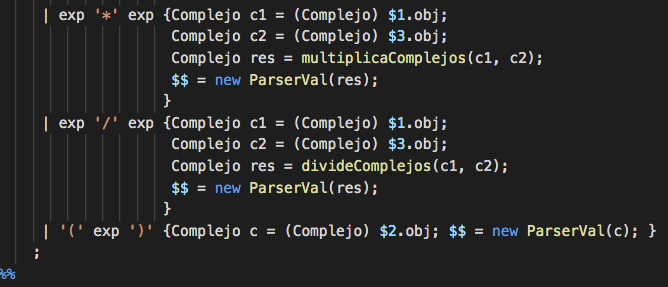 | exp '*' exp {Complejo c1 = (Complejo) $1.obj;
Complejo c2 = (Complejo) $3.obj;
Complejo res = multiplicaComplejos(c1, c2);
$$ = new ParserVal(res);
}
| exp '/' exp {Complejo c1 = (Complejo) $1.obj;
Complejo c2 = (Complejo) $3.obj;
Complejo res = divideComplejos(c1, c2);
$$ = new ParserVal(res);
}
| '(' exp ')' {Complejo c = (Complejo) $2.obj; $$ = new ParserVal(c); }
;
%%